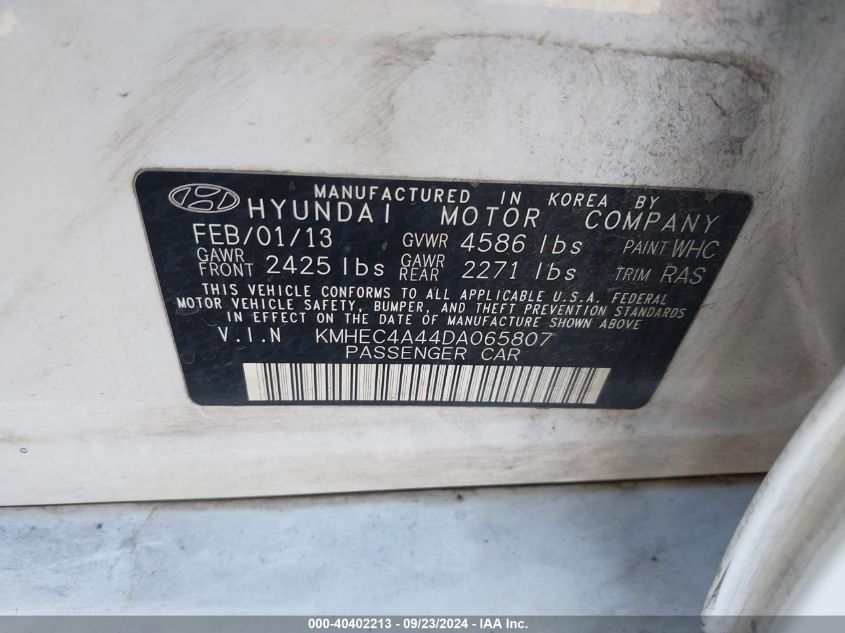 MANUFACTURED IN KOREA BY
HYUNDAI MOTOR COMPANY
FEB/01/13 GVWR 4586 lbs PAINT WHC
GAWR FRONT 2425 lbs GAWR REAR 2271 lbs TRIM RAS
THIS VEHICLE CONFORMS TO ALL APPLICABLE U.S.A. FEDERAL
MOTOR VEHICLE SAFETY, BUMPER, AND THEFT PREVENTION STANDARDS
IN EFFECT ON THE DATE OF MANUFACTURE SHOWN ABOVE
V.I.N KMHEC4A44DA065807
PASSENGER CAR
000-40402213 - 09/23/2024 - IAA Inc.